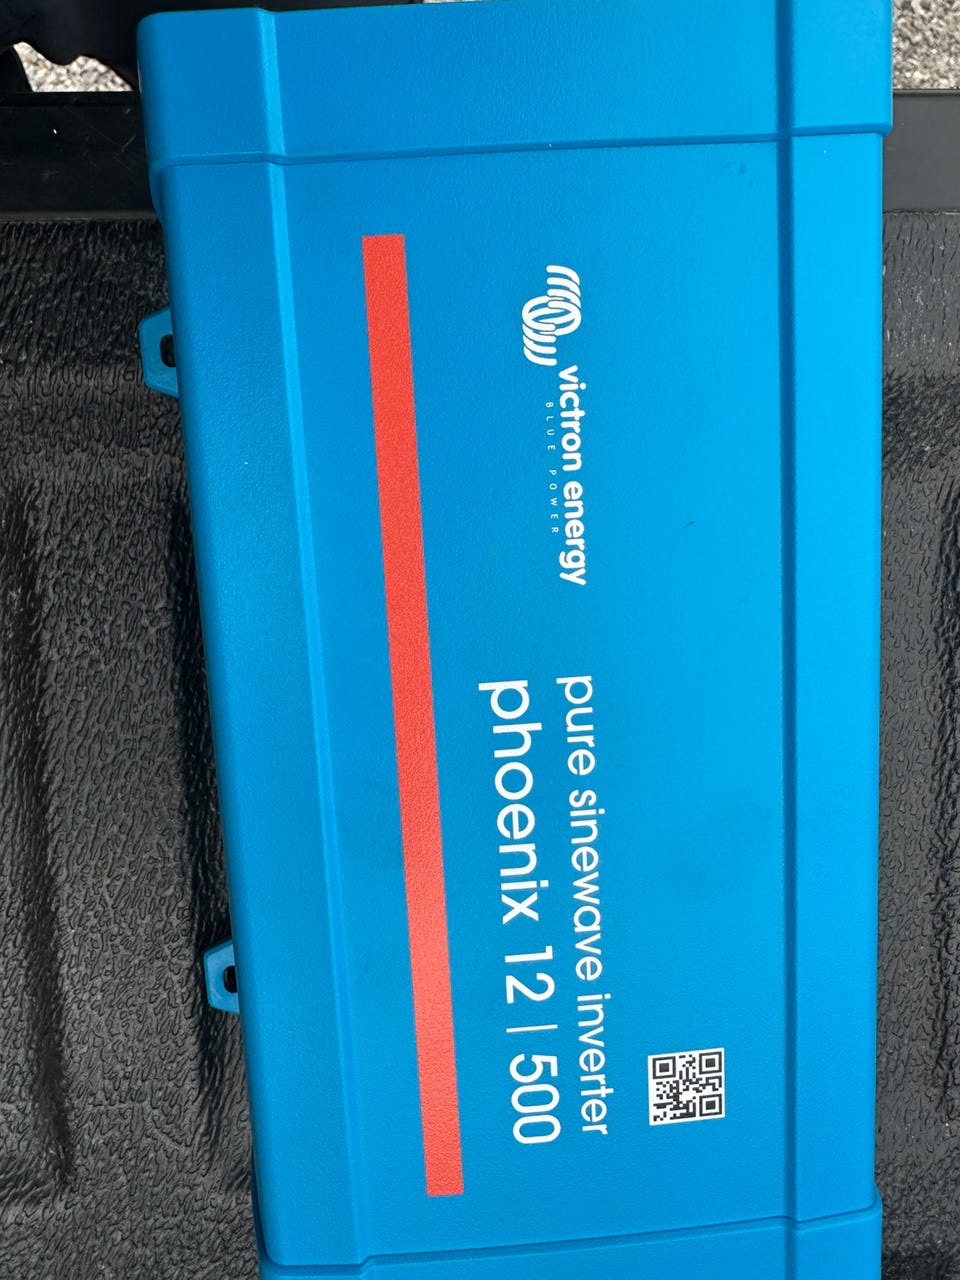 victron energy
BLUE POWER
pure sinewave inverter
phoenix 12 | 500